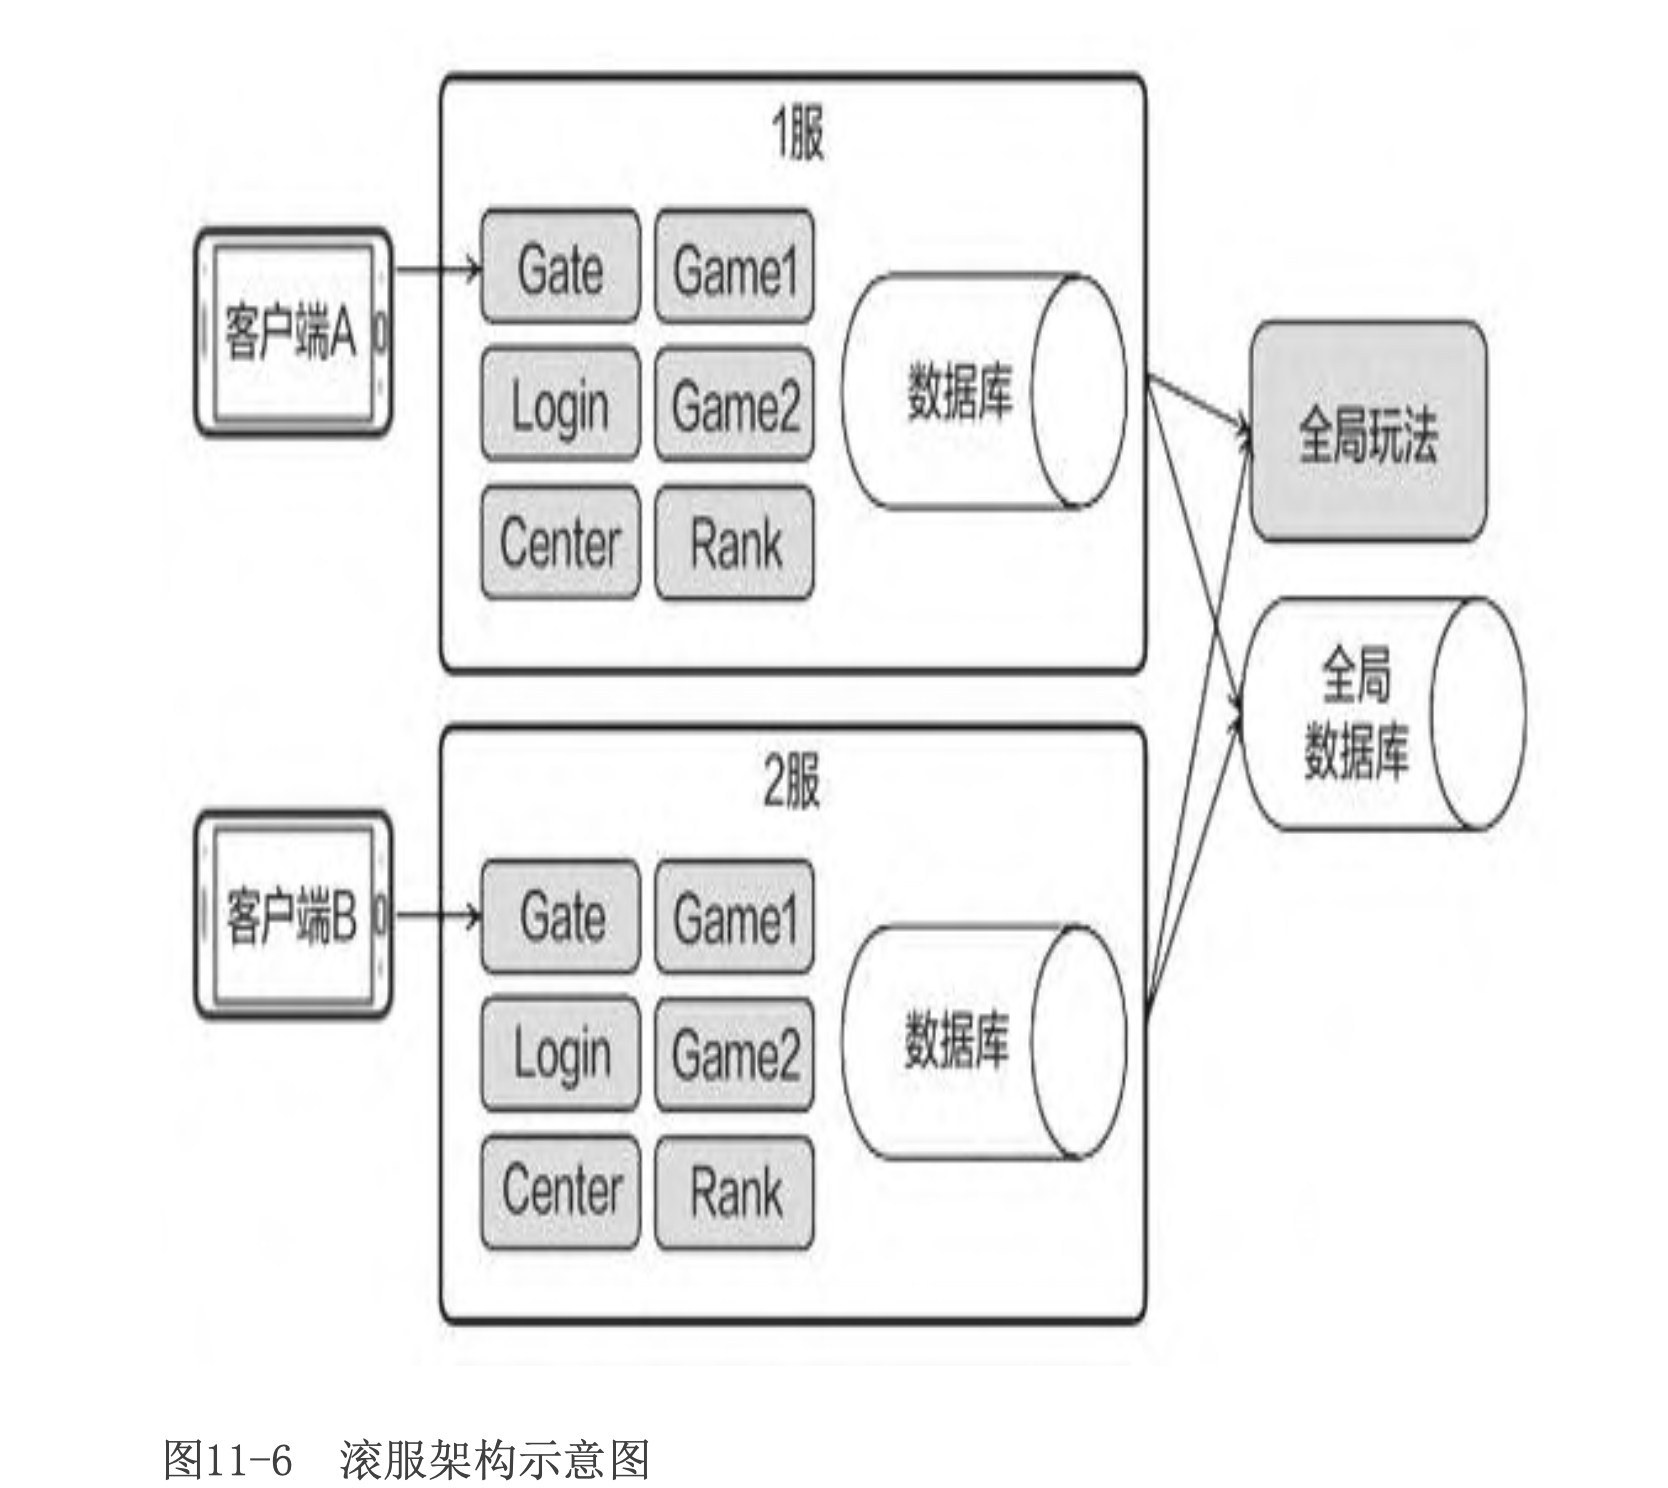 1服
客户端A
Gate
Game1
Login
Game2
Center
Rank
数据库
全局玩法
全局
数据库
2服
客户端B
Gate
Game1
Login
Game2
Center
Rank
数据库
图11-6 滚服架构示意图